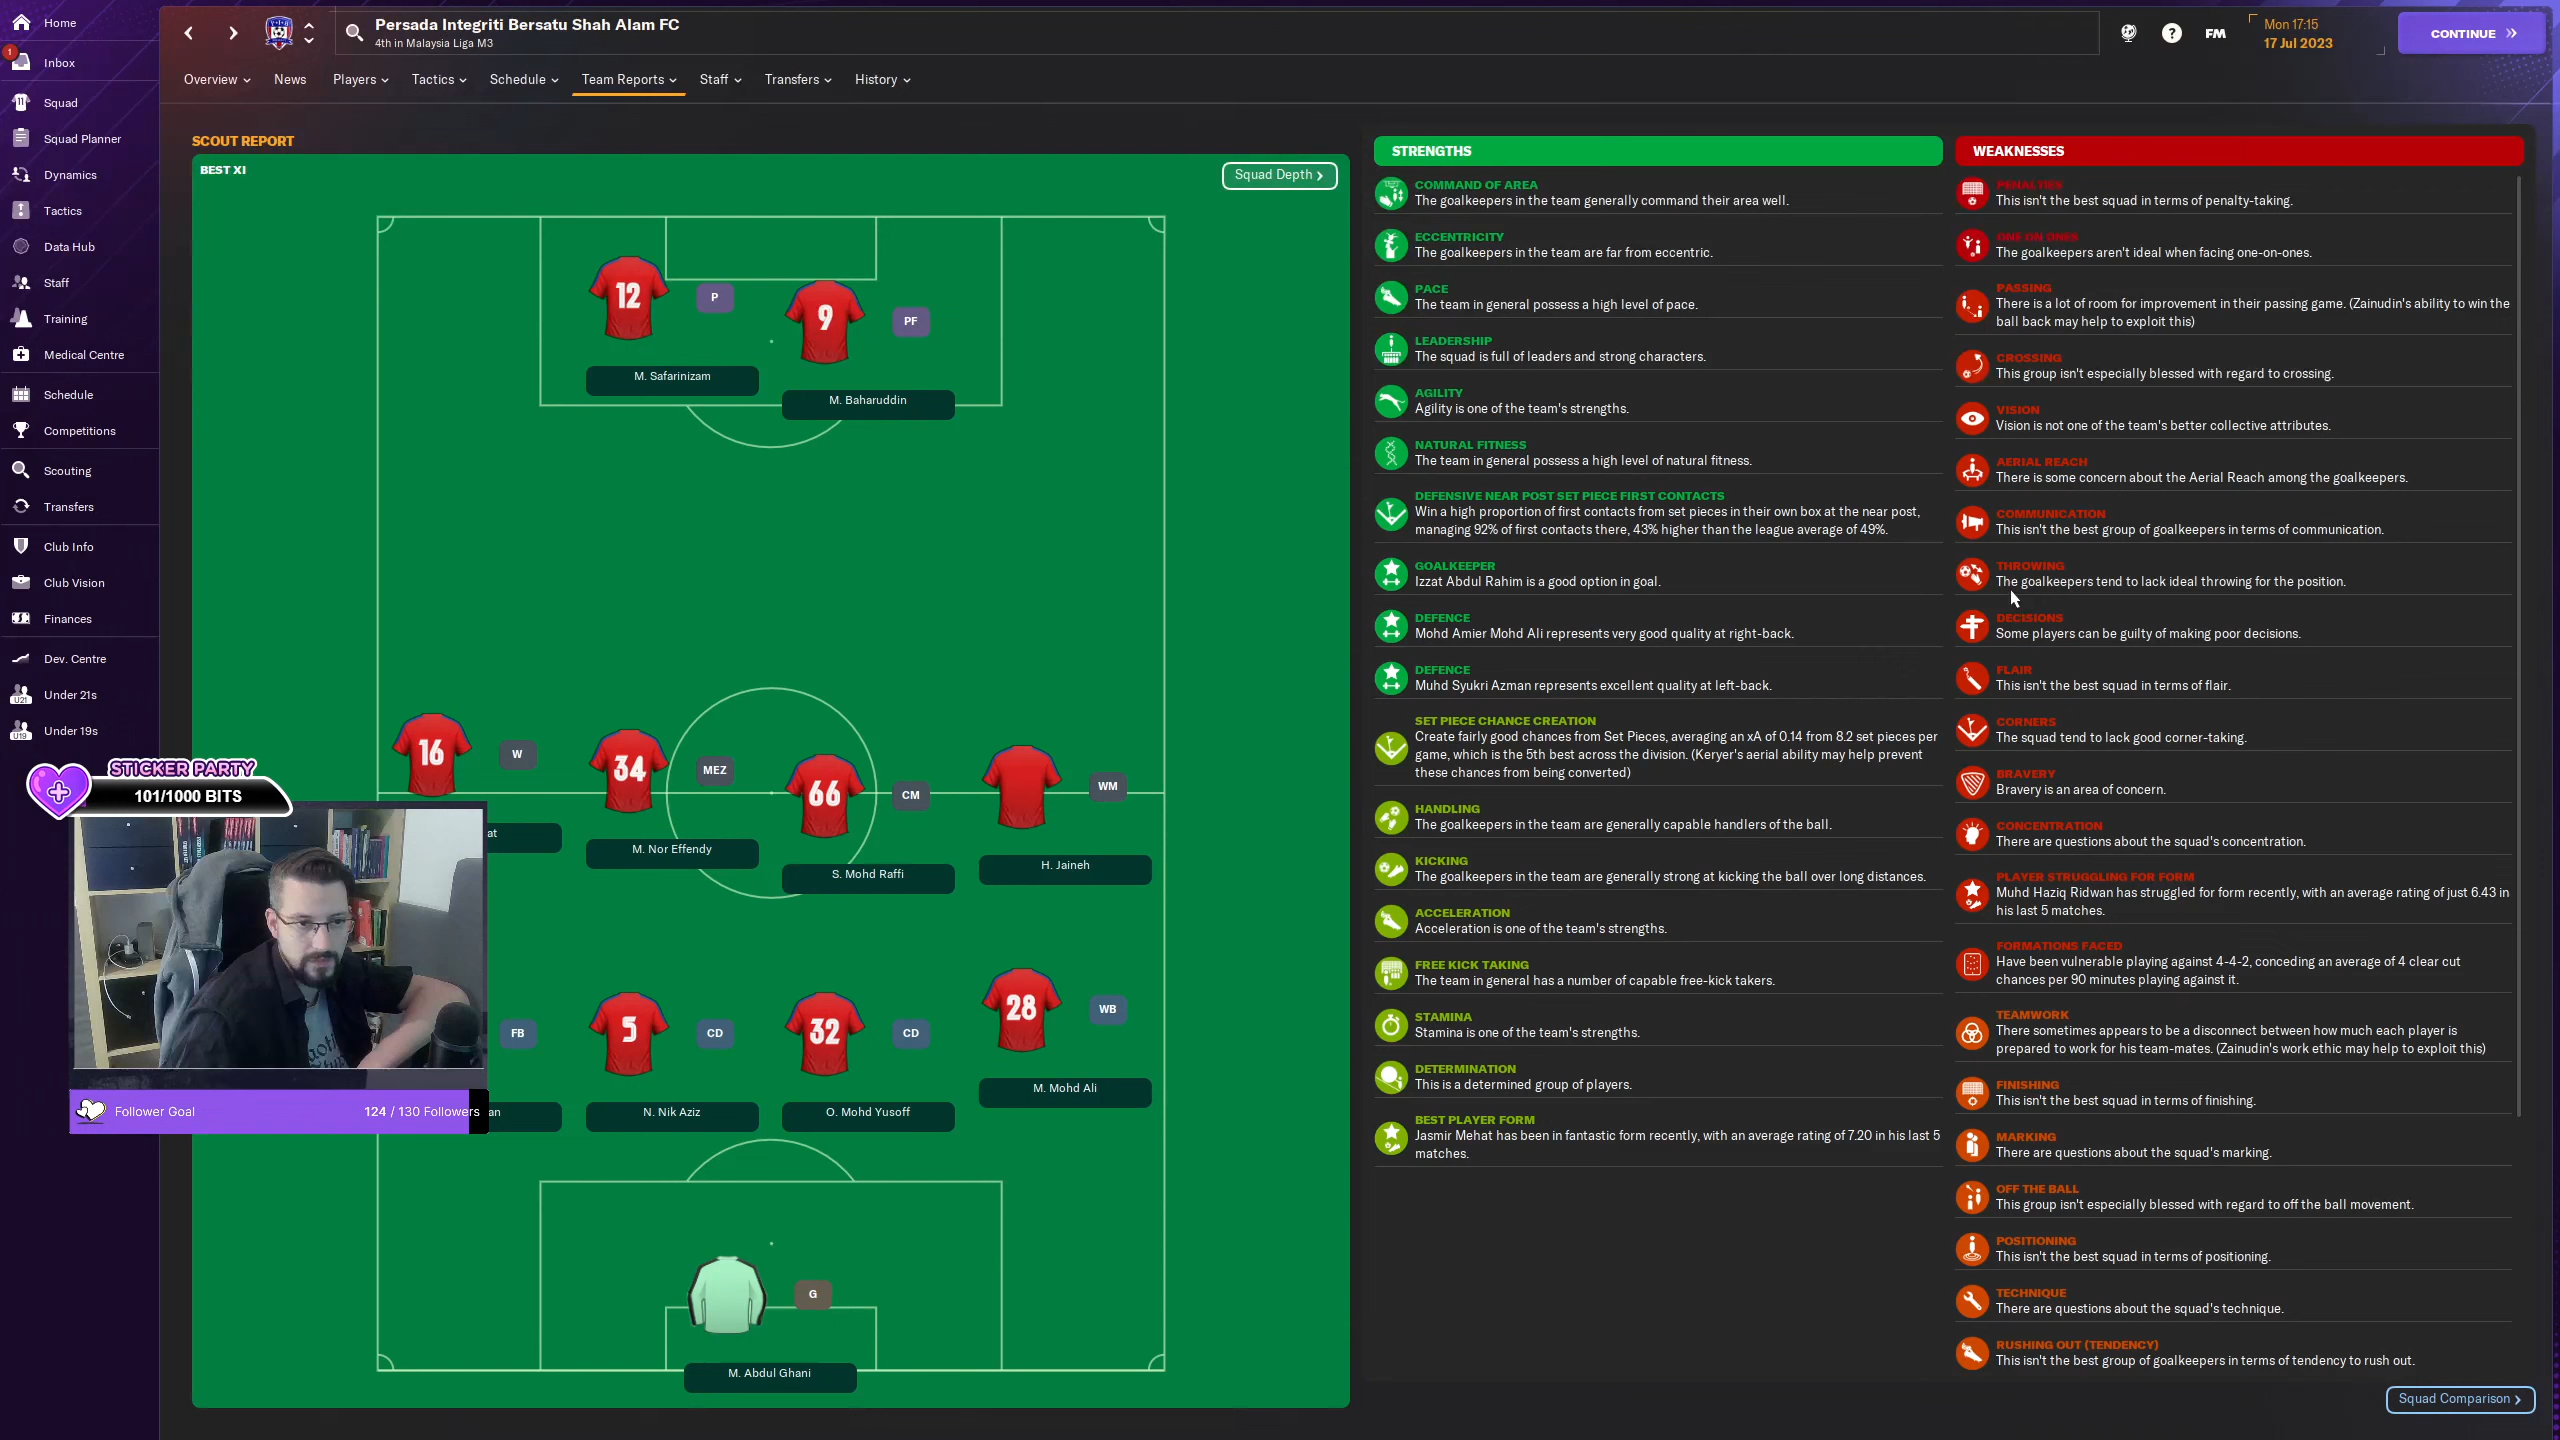 Home
1
Inbox
Squad
Squad Planner
Dynamics
Tactics
Data Hub
Staff
Training
Medical Centre
Schedule
Competitions
Scouting
Transfers
Club Info
Club Vision
Finances
Dev. Centre
U21
Under 21s
U19
Under 19s
Persada Integriti Bersatu Shah Alam FC
4th in Malaysia Liga M3
?
FM
Mon 17:15
17 Jul 2023
CONTINUE
Overview
News
Players
Tactics
Schedule
Team Reports
Staff
Transfers
History
SCOUT REPORT
BEST XI
Squad Depth
12
P
M. Safarinizam
9
PF
M. Baharuddin
16
W
at
34
MEZ
M. Nor Effendy
66
CM
S. Mohd Raffi
WM
H. Jaineh
FB
an
5
CD
N. Nik Aziz
32
CD
O. Mohd Yusoff
28
WB
M. Mohd Ali
G
M. Abdul Ghani
STICKER PARTY
101/1000 BITS
Follower Goal
124 / 130 Followers
STRENGTHS
COMMAND OF AREA
The goalkeepers in the team generally command their area well.
ECCENTRICITY
The goalkeepers in the team are far from eccentric.
PACE
The team in general possess a high level of pace.
LEADERSHIP
The squad is full of leaders and strong characters.
AGILITY
Agility is one of the team's strengths.
NATURAL FITNESS
The team in general possess a high level of natural fitness.
DEFENSIVE NEAR POST SET PIECE FIRST CONTACTS
Win a high proportion of first contacts from set pieces in their own box at the near post,
managing 92% of first contacts there, 43% higher than the league average of 49%.
GOALKEEPER
Izzat Abdul Rahim is a good option in goal.
DEFENCE
Mohd Amier Mohd Ali represents very good quality at right-back.
DEFENCE
Muhd Syukri Azman represents excellent quality at left-back.
SET PIECE CHANCE CREATION
Create fairly good chances from Set Pieces, averaging an xA of 0.14 from 8.2 set pieces per
game, which is the 5th best across the division. (Keryer's aerial ability may help prevent
these chances from being converted)
HANDLING
The goalkeepers in the team are generally capable handlers of the ball.
KICKING
The goalkeepers in the team are generally strong at kicking the ball over long distances.
ACCELERATION
Acceleration is one of the team's strengths.
FREE KICK TAKING
The team in general has a number of capable free-kick takers.
STAMINA
Stamina is one of the team's strengths.
DETERMINATION
This is a determined group of players.
BEST PLAYER FORM
Jasmir Mehat has been in fantastic form recently, with an average rating of 7.20 in his last 5
matches.
WEAKNESSES
PENALTIES
This isn't the best squad in terms of penalty-taking.
ONE ON ONES
The goalkeepers aren't ideal when facing one-on-ones.
PASSING
There is a lot of room for improvement in their passing game. (Zainudin's ability to win the
ball back may help to exploit this)
CROSSING
This group isn't especially blessed with regard to crossing.
VISION
Vision is not one of the team's better collective attributes.
AERIAL REACH
There is some concern about the Aerial Reach among the goalkeepers.
COMMUNICATION
This isn't the best group of goalkeepers in terms of communication.
THROWING
The goalkeepers tend to lack ideal throwing for the position.
DECISIONS
Some players can be guilty of making poor decisions.
FLAIR
This isn't the best squad in terms of flair.
CORNERS
The squad tend to lack good corner-taking.
BRAVERY
Bravery is an area of concern.
CONCENTRATION
There are questions about the squad's concentration.
PLAYER STRUGGLING FOR FORM
Muhd Haziq Ridwan has struggled for form recently, with an average rating of just 6.43 in
his last 5 matches.
FORMATIONS FACED
Have been vulnerable playing against 4-4-2, conceding an average of 4 clear cut
chances per 90 minutes playing against it.
TEAMWORK
There sometimes appears to be a disconnect between how much each player is
prepared to work for his team-mates. (Zainudin's work ethic may help to exploit this)
FINISHING
This isn't the best squad in terms of finishing.
MARKING
There are questions about the squad's marking.
OFF THE BALL
This group isn't especially blessed with regard to off the ball movement.
POSITIONING
This isn't the best squad in terms of positioning.
TECHNIQUE
There are questions about the squad's technique.
RUSHING OUT (TENDENCY)
This isn't the best group of goalkeepers in terms of tendency to rush out.
Squad Comparison